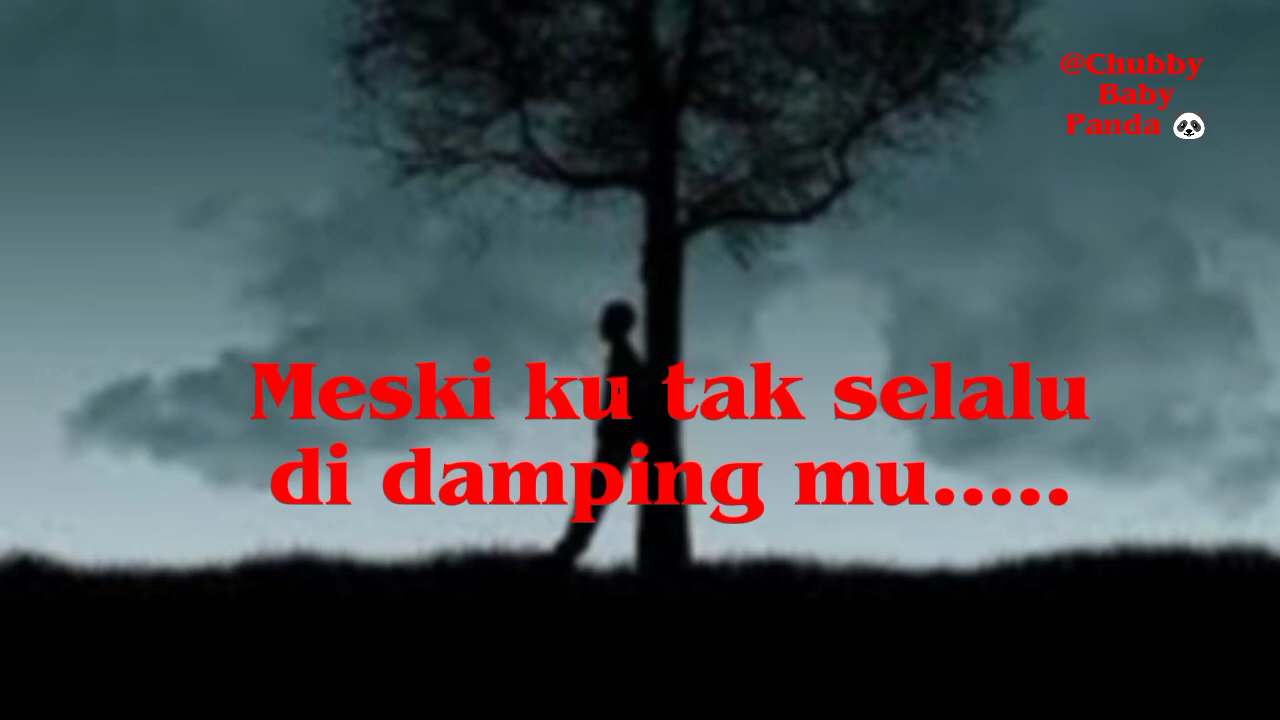 @Chubby
Baby
Panda 🐼
Meski ku tak selalu
di damping mu.....